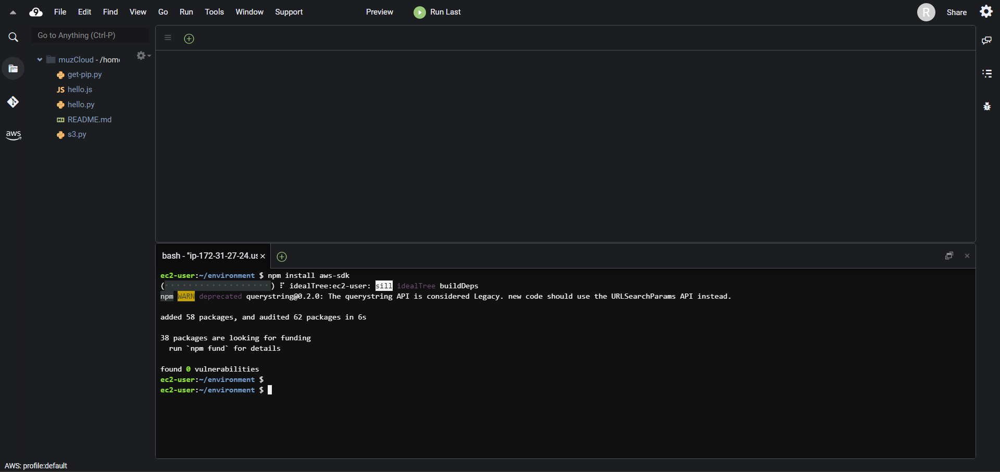 File Edit Find View Go Run Tools Window Support Preview Run Last R Share
Go to Anything (Ctrl-P)
muzCloud - /home
get-pip.py
JS hello.js
hello.py
README.md
aws
s3.py
bash - "ip-172-31-27-24.us
ec2-user:~/environment $ npm install aws-sdk
(⠂⠂⠂⠂⠂⠂⠂⠂⠂⠂⠂⠂⠂⠂⠂⠂⠂⠂) ⠏ idealTree:ec2-user: sill idealTree buildDeps
npm WARN deprecated querystring@0.2.0: The querystring API is considered Legacy. new code should use the URLSearchParams API instead.
added 58 packages, and audited 62 packages in 6s
38 packages are looking for funding
run `npm fund` for details
found 0 vulnerabilities
ec2-user:~/environment $
ec2-user:~/environment $
AWS: profile:default